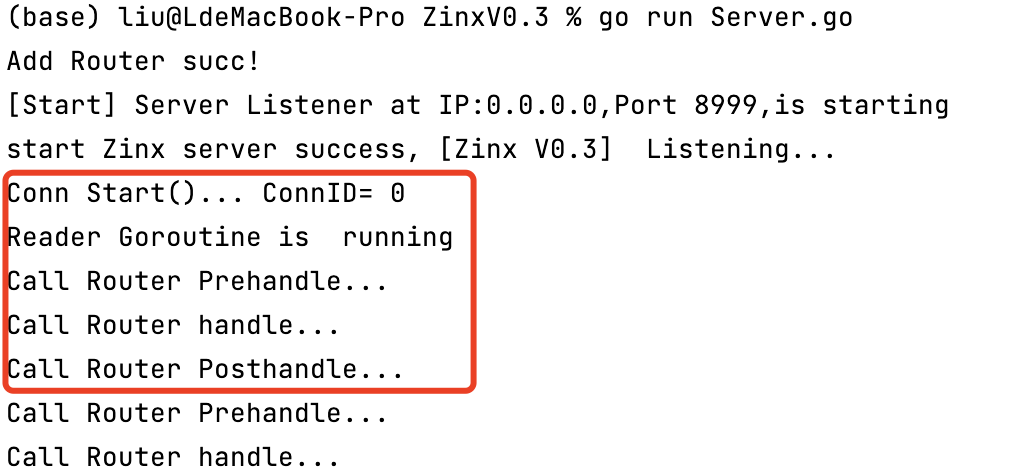 (base) liu@LdeMacBook-Pro ZinxV0.3 % go run Server.go
Add Router succ!
[Start] Server Listener at IP:0.0.0.0,Port 8999,is starting
start Zinx server success, [Zinx V0.3]  Listening...
Conn Start()... ConnID= 0
Reader Goroutine is  running
Call Router Prehandle...
Call Router handle...
Call Router Posthandle...
Call Router Prehandle...
Call Router handle...